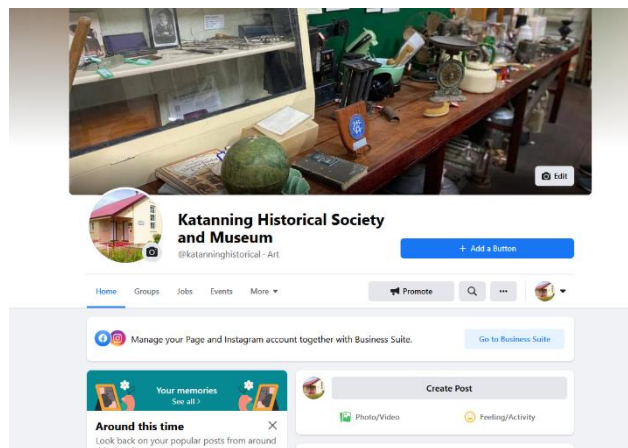 Edit
Katanning Historical Society
and Museum
@katanninghistorical · Art
+ Add a Button
Home Groups Jobs Events More
Promote
Manage your Page and Instagram account together with Business Suite.
Go to Business Suite
Your memories
See all >
Create Post
Photo/Video
Feeling/Activity
Around this time
Look back on your popular posts from around